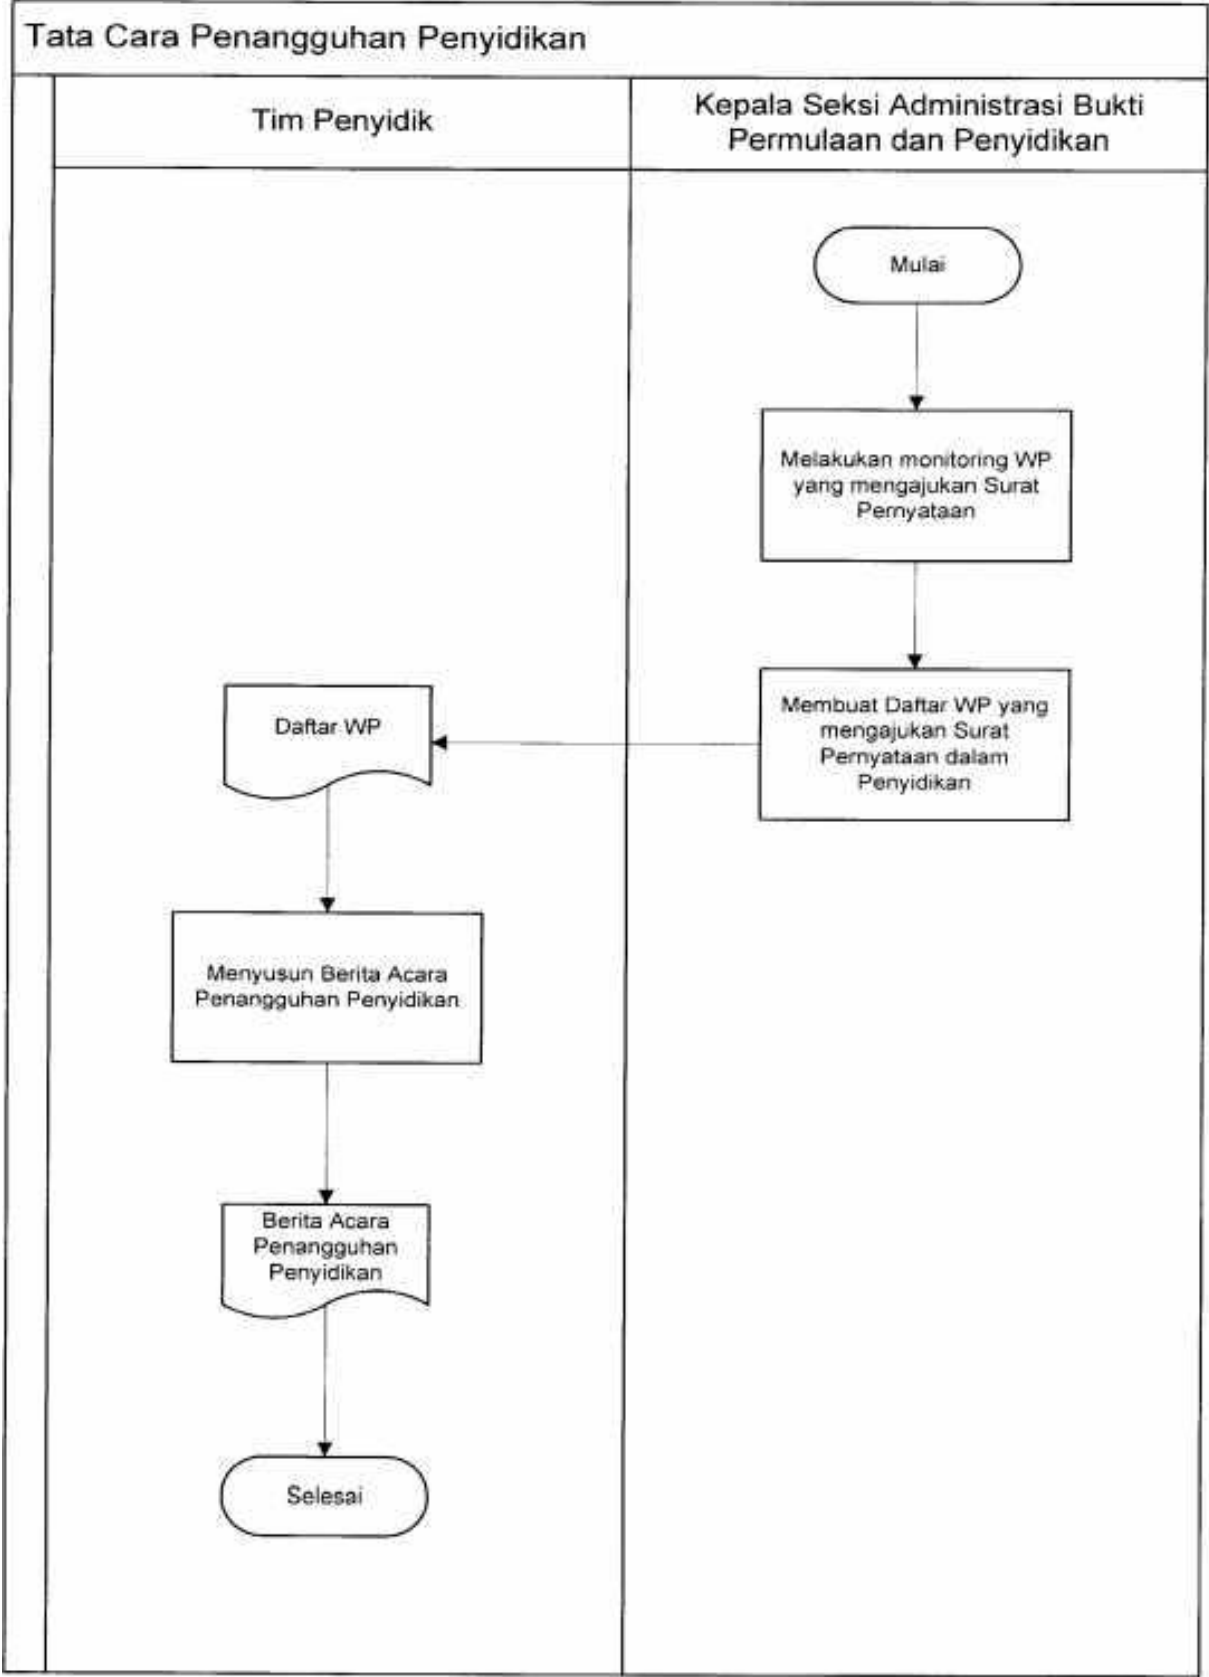 Tata Cara Penangguhan Penyidikan
Tim Penyidik
Kepala Seksi Administrasi Bukti
Permulaan dan Penyidikan
Mulai
Melakukan monitoring WP
yang mengajukan Surat
Pernyataan
Membuat Daftar WP yang
mengajukan Surat
Pernyataan dalam
Penyidikan
Daftar WP
Menyusun Berita Acara
Penangguhan Penyidikan
Berita Acara
Penangguhan
Penyidikan
Selesai